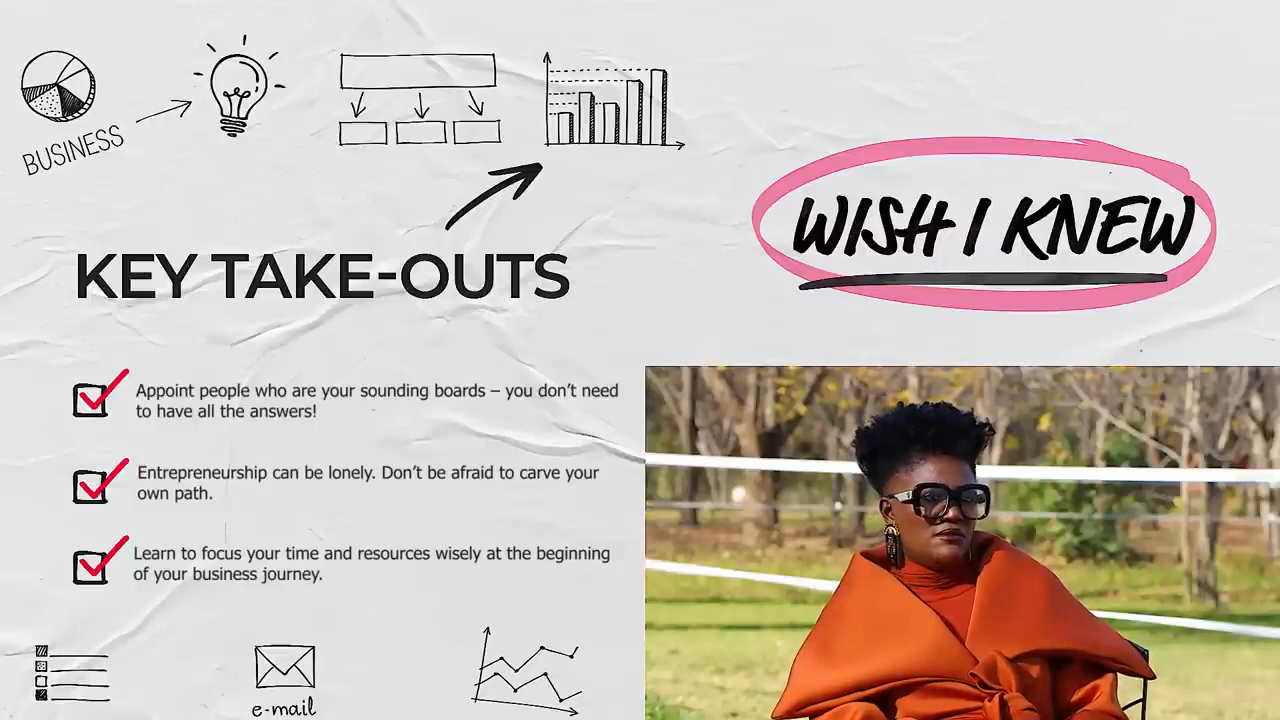 BUSINESS
WISH I KNEW
KEY TAKE-OUTS
Appoint people who are your sounding boards – you don't need
to have all the answers!
Entrepreneurship can be lonely. Don't be afraid to carve your
own path.
Learn to focus your time and resources wisely at the beginning
of your business journey.
e-mail